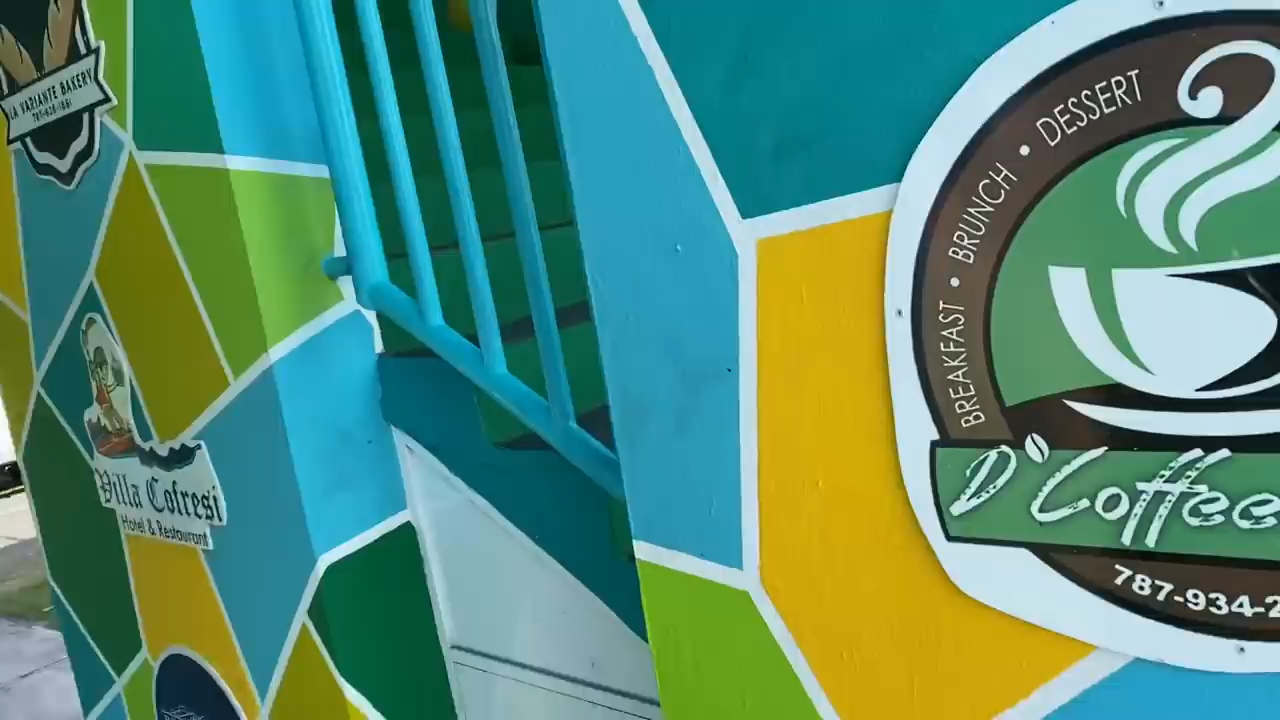 LA VARIANTE BAKERY
Villa Cofresi
Hotel & Restaurant
BREAKFAST • BRUNCH • DESSERT
D'Coffee
787-934-2